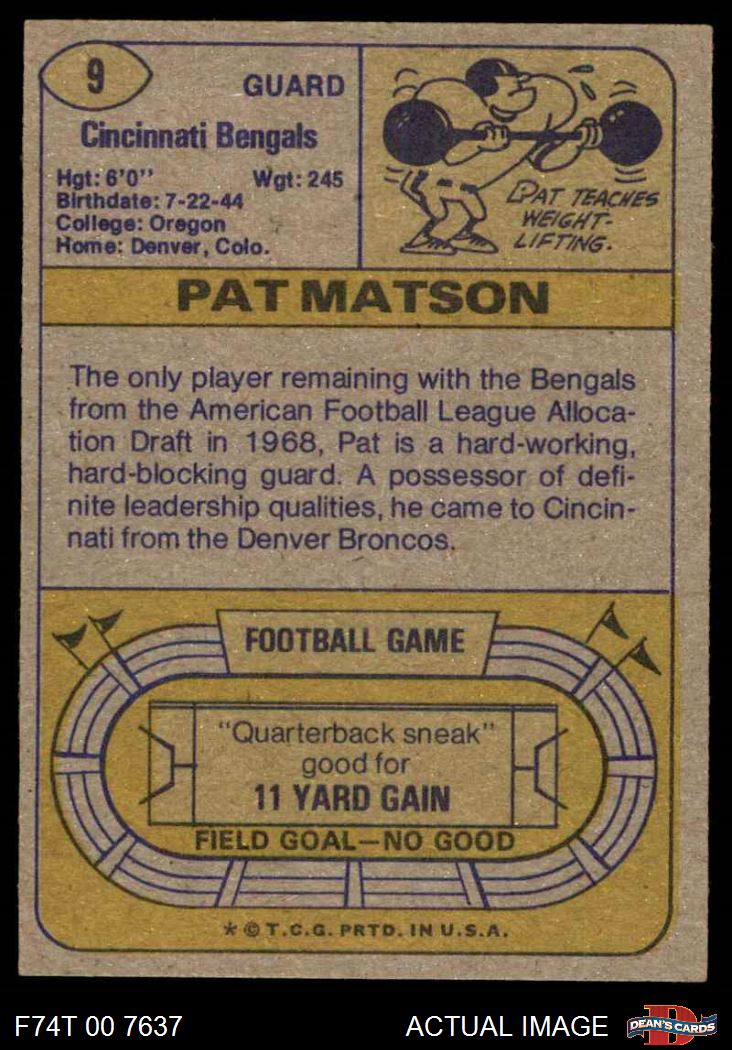 9
GUARD
Cincinnati Bengals
Hgt: 6'0" Wgt: 245
Birthdate: 7-22-44
College: Oregon
Home: Denver, Colo.
PAT TEACHES
WEIGHT-
LIFTING.
PAT MATSON
The only player remaining with the Bengals
from the American Football League Alloca-
tion Draft in 1968, Pat is a hard-working,
hard-blocking guard. A possessor of defi-
nite leadership qualities, he came to Cincin-
nati from the Denver Broncos.
FOOTBALL GAME
"Quarterback sneak"
good for
11 YARD GAIN
FIELD GOAL—NO GOOD
* © T.C.G. PRTD. IN U.S.A.
F74T 00 7637
ACTUAL IMAGE
D
DEAN'S CARDS